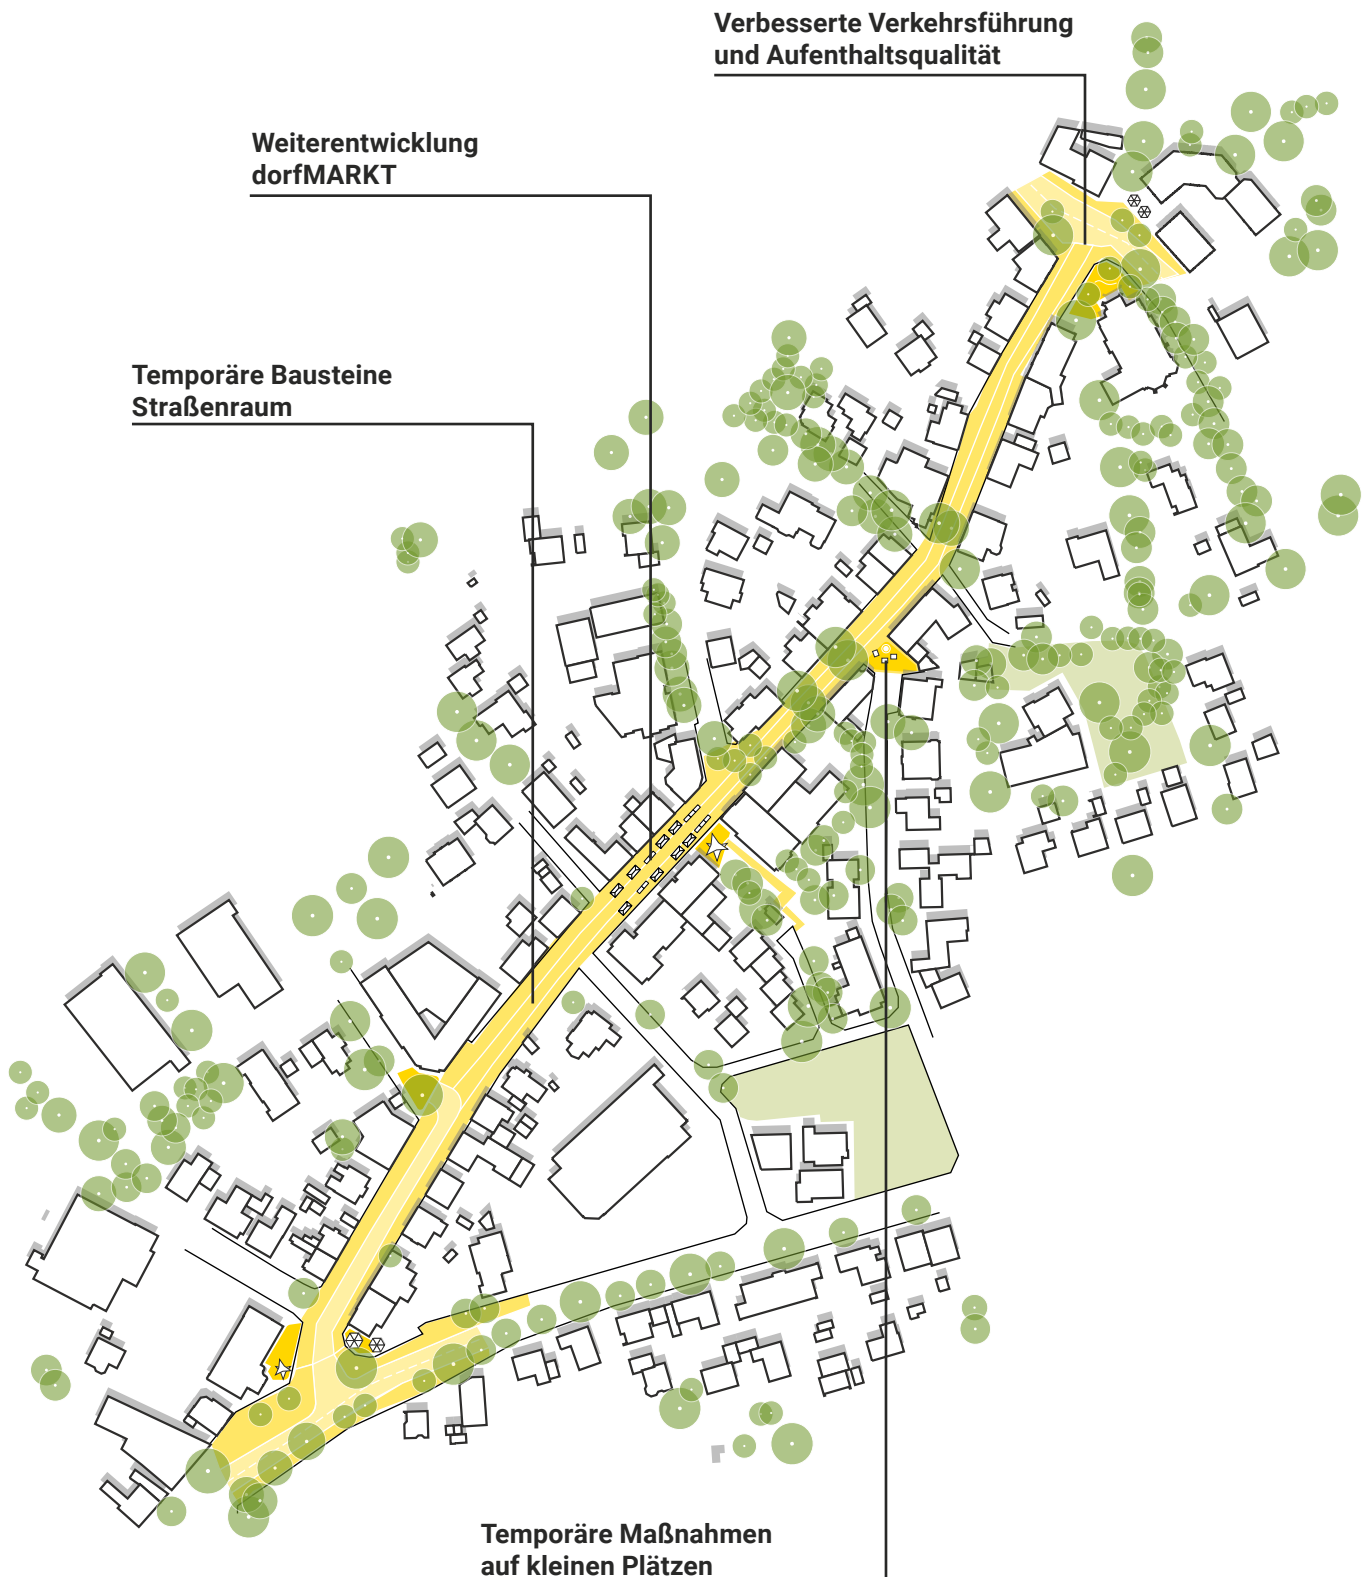 Verbesserte Verkehrsführung
und Aufenthaltsqualität
Weiterentwicklung
dorfMARKT
Temporäre Bausteine
Straßenraum
Temporäre Maßnahmen
auf kleinen Plätzen